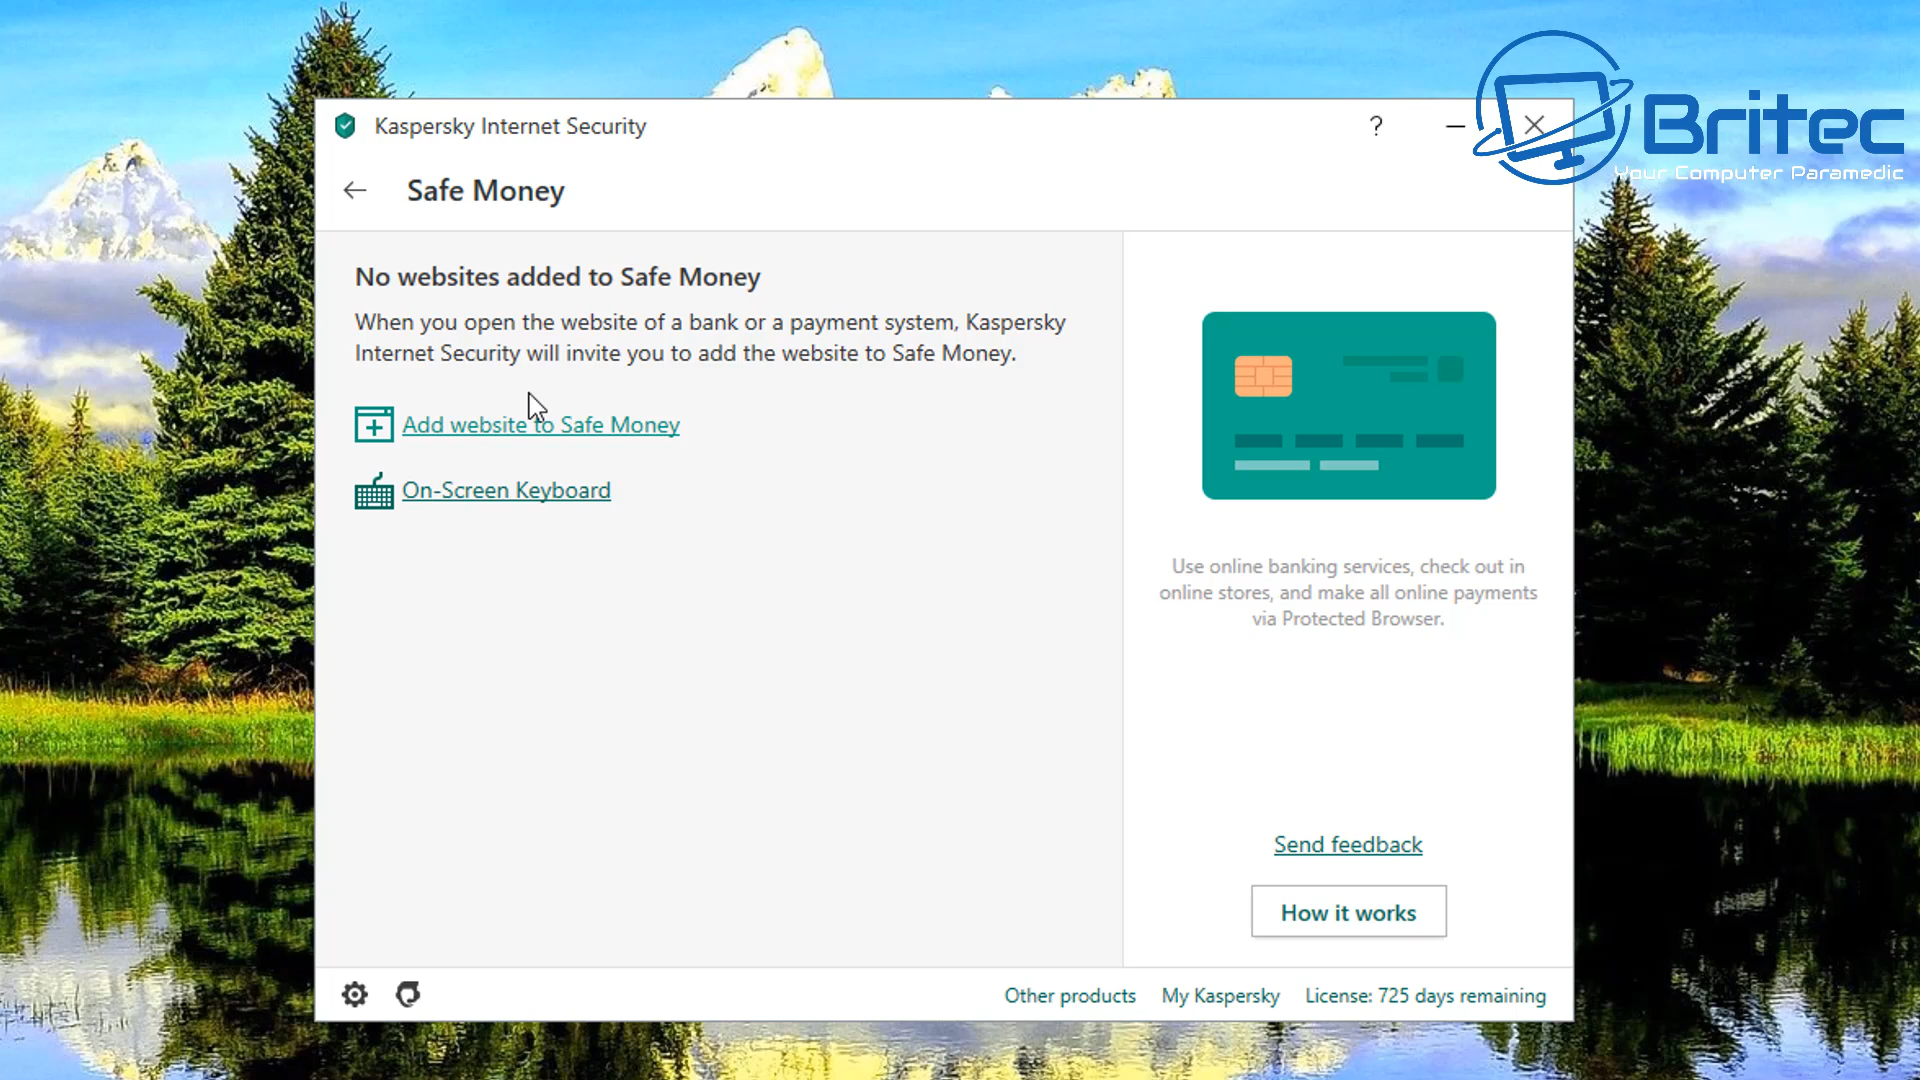 Kaspersky Internet Security
?
Britec
Your Computer Paramedic
Safe Money
No websites added to Safe Money
When you open the website of a bank or a payment system, Kaspersky
Internet Security will invite you to add the website to Safe Money.
Add website to Safe Money
On-Screen Keyboard
Use online banking services, check out in
online stores, and make all online payments
via Protected Browser.
Send feedback
How it works
Other products
My Kaspersky
License: 725 days remaining